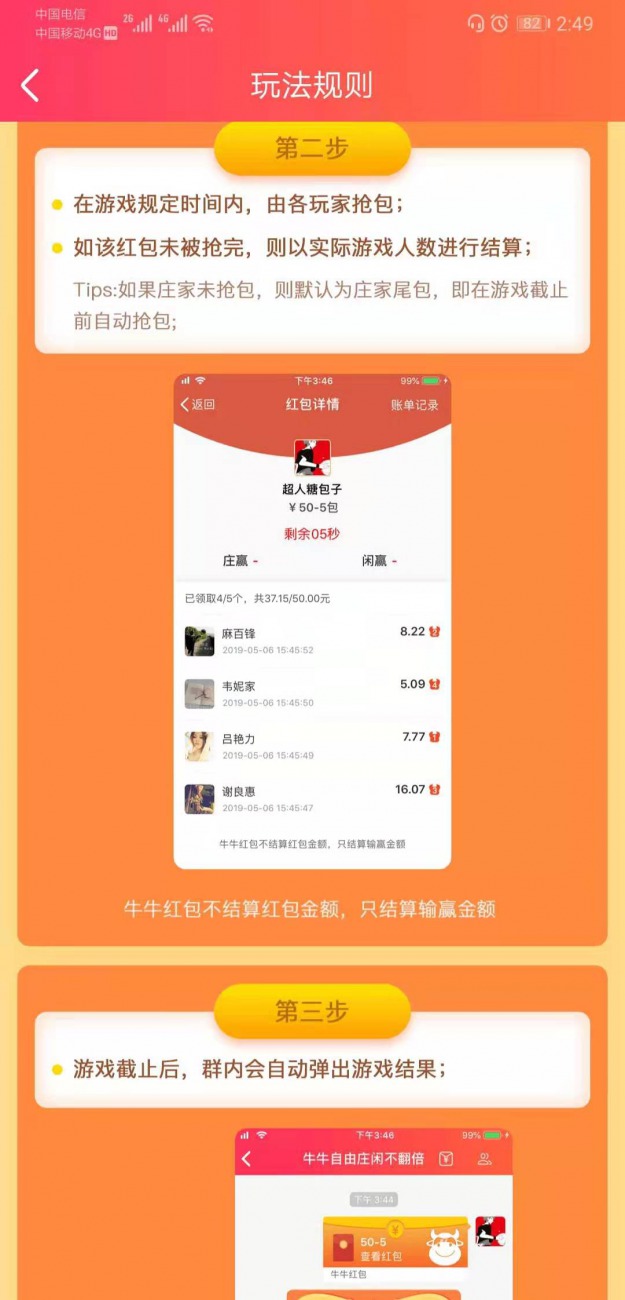 中国电信
2G 4G
中国移动4G HD
82 2:49
玩法规则
第二步
在游戏规定时间内，由各玩家抢包；
如该红包未被抢完，则以实际游戏人数进行结算；
Tips:如果庄家未抢包，则默认为庄家尾包，即在游戏截止
前自动抢包;
下午3:46 99%
返回 红包详情 账单记录
超人糖包子
￥50-5包
剩余05秒
庄赢 - 闲赢 -
已领取4/5个，共37.15/50.00元
麻百锋 8.22 2
2019-05-06 15:45:52
韦妮家 5.09 4
2019-05-06 15:45:50
吕艳力 7.77 1
2019-05-06 15:45:49
谢良惠 16.07 3
2019-05-06 15:45:47
牛牛红包不结算红包金额，只结算输赢金额
牛牛红包不结算红包金额，只结算输赢金额
第三步
游戏截止后，群内会自动弹出游戏结果；
下午3:46 99%
牛牛自由庄闲不翻倍 ¥
下午 3:44
¥
50-5
查看红包
牛牛红包